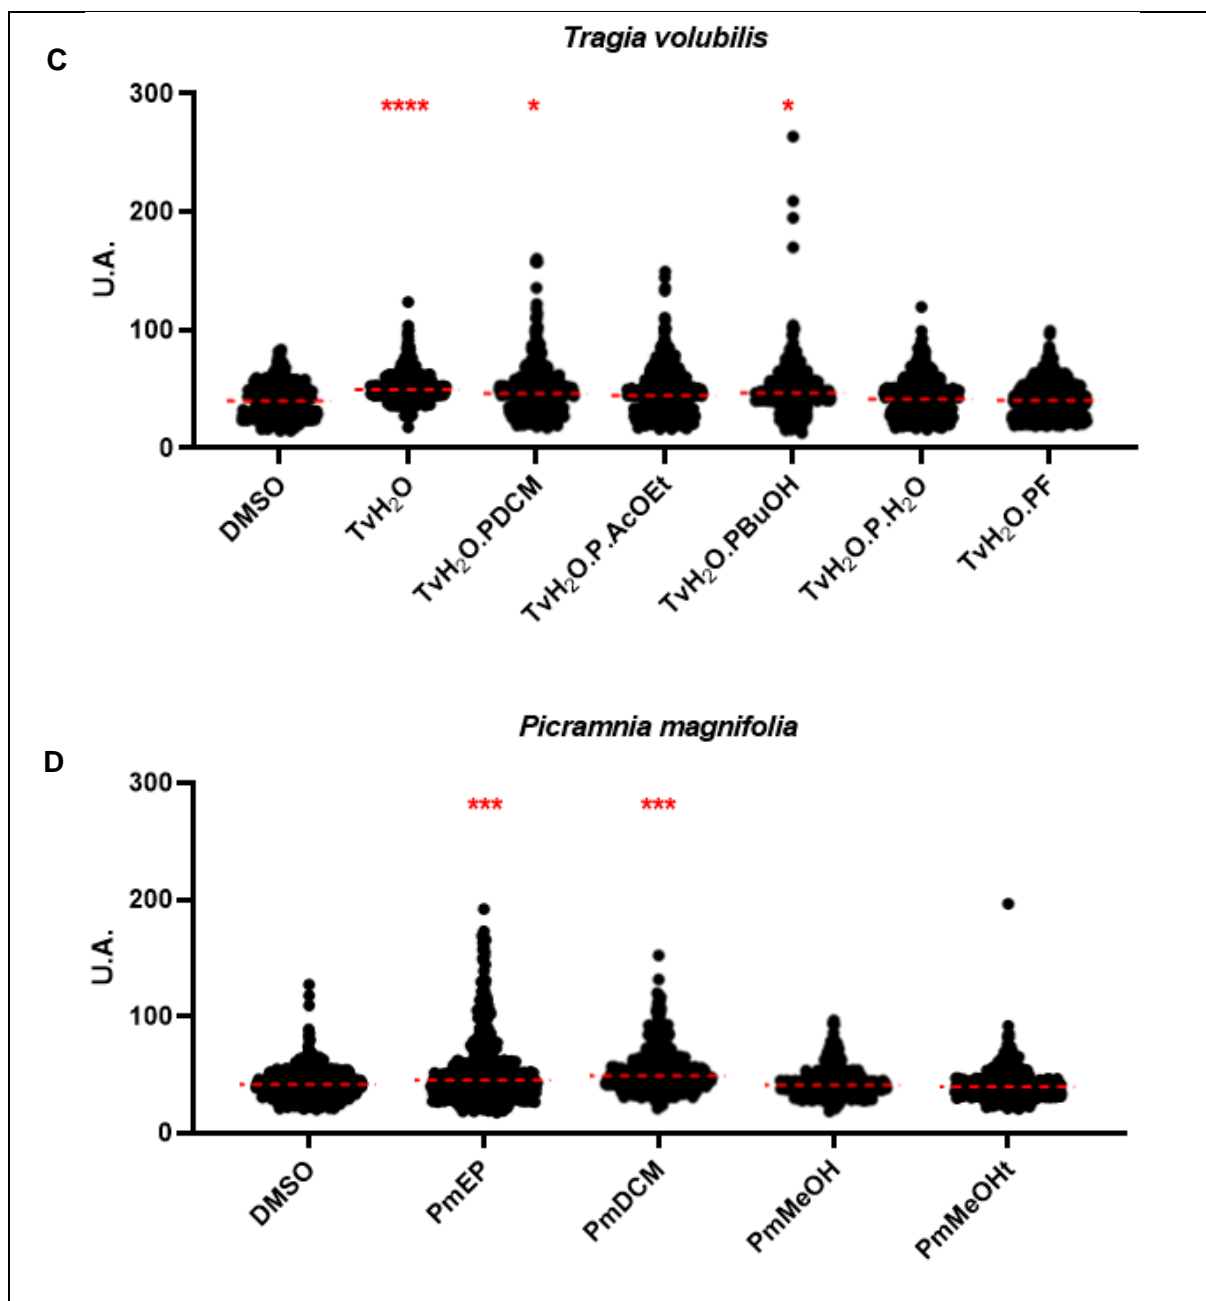 Tragia volubilis
C
300
**** * *
200
U.A.
100
0
DMSO TvH₂O TvH₂O.PDCM TvH₂O.P.AcOEt TvH₂O.PBuOH TvH₂O.P.H₂O TvH₂O.PF
Picramnia magnifolia
D
300
*** ***
200
U.A.
100
0
DMSO PmEP PmDCM PmMeOH PmMeOHt